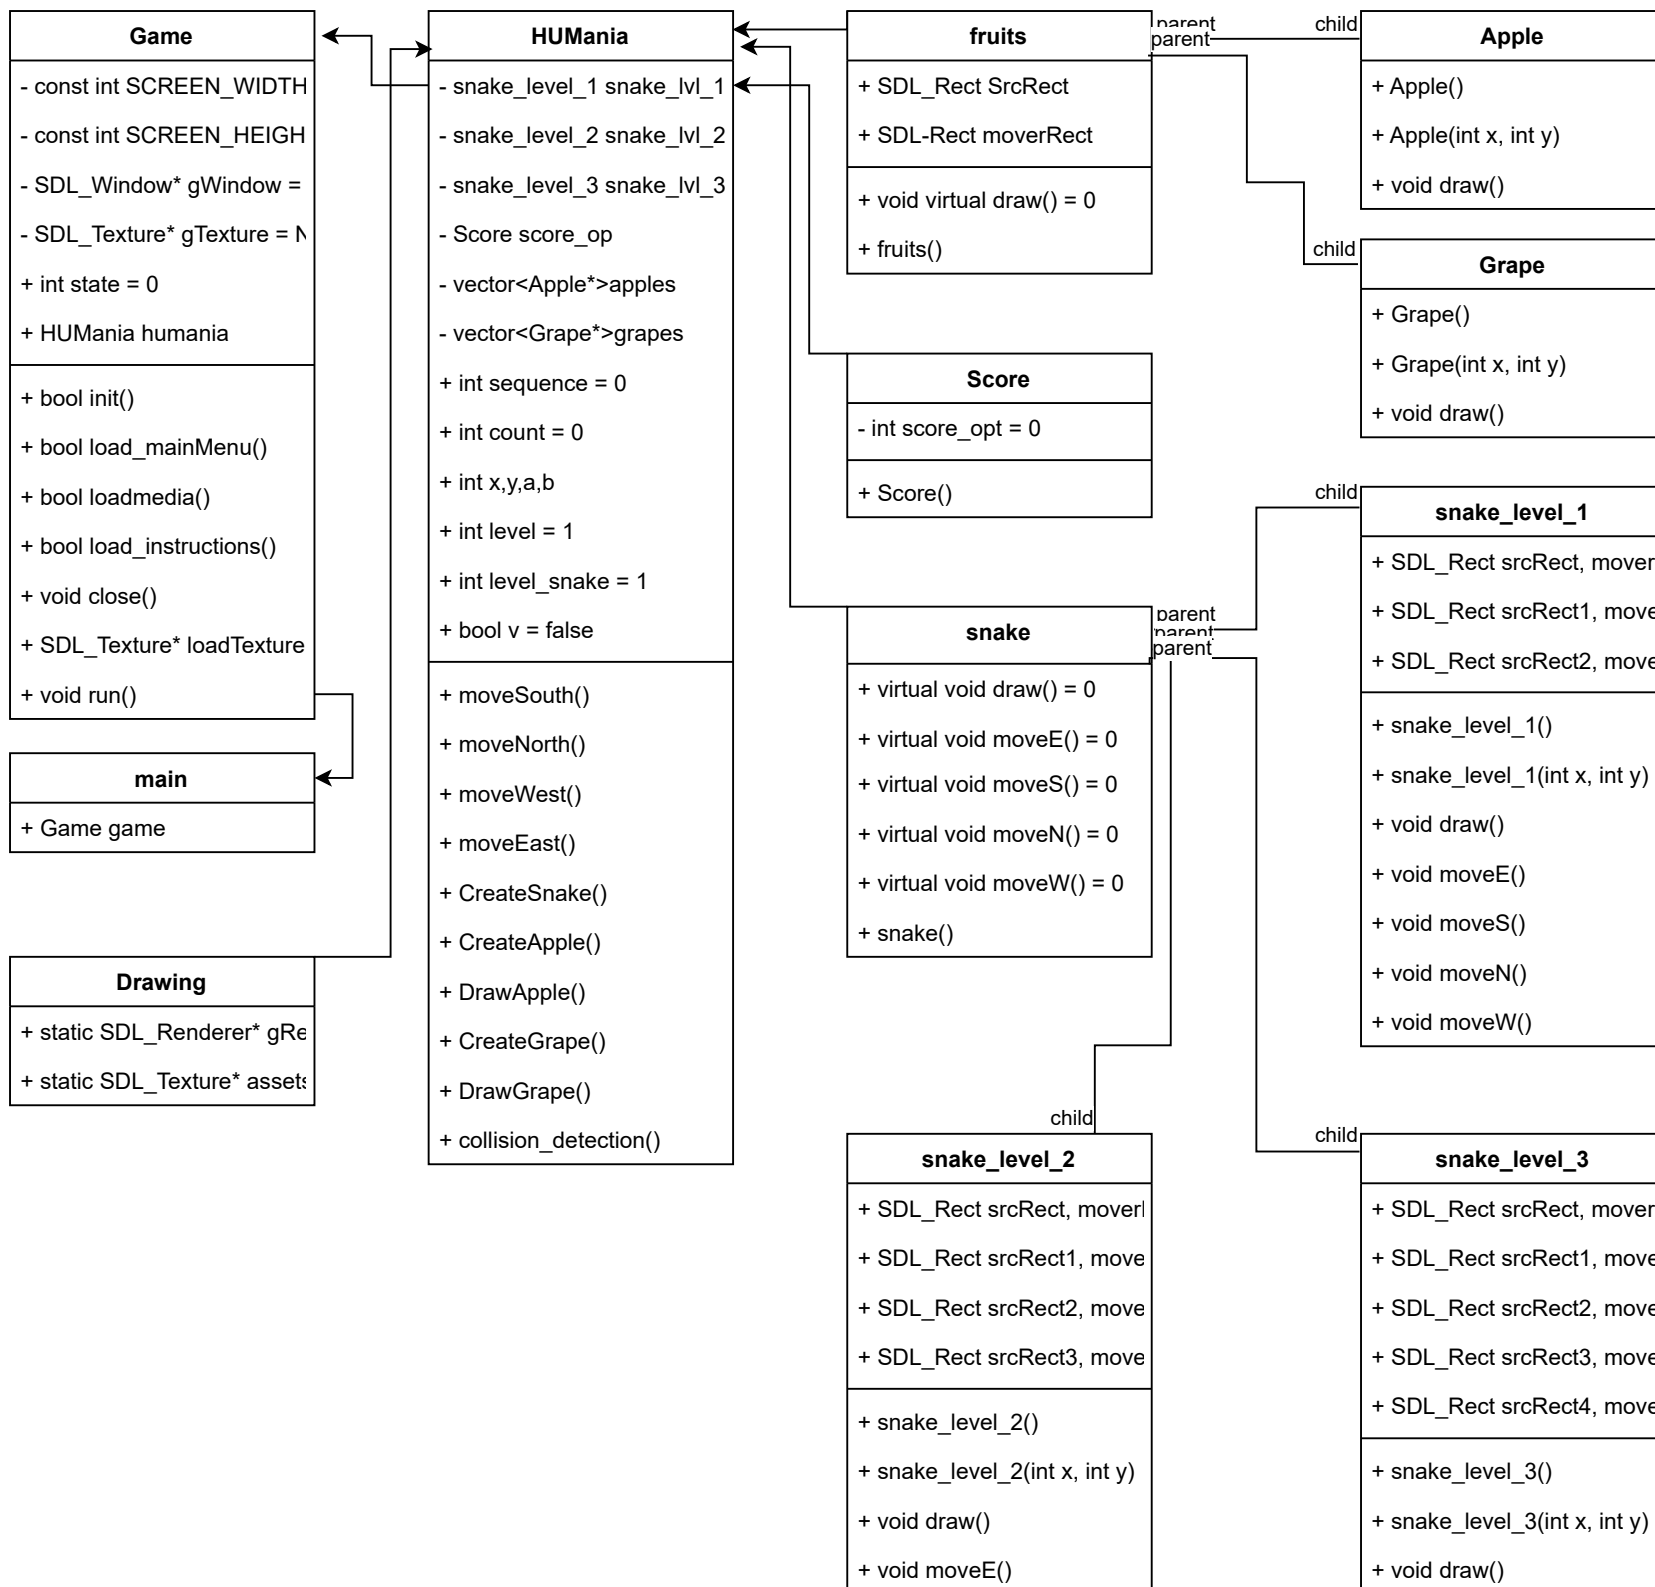 Game
- const int SCREEN_WIDTH
- const int SCREEN_HEIGH
- SDL_Window* gWindow =
- SDL_Texture* gTexture = N
+ int state = 0
+ HUMania humania
+ bool init()
+ bool load_mainMenu()
+ bool loadmedia()
+ bool load_instructions()
+ void close()
+ SDL_Texture* loadTexture
+ void run()
main
+ Game game
Drawing
+ static SDL_Renderer* gRe
+ static SDL_Texture* assets
HUMania
- snake_level_1 snake_lvl_1
- snake_level_2 snake_lvl_2
- snake_level_3 snake_lvl_3
- Score score_op
- vector<Apple*>apples
- vector<Grape*>grapes
+ int sequence = 0
+ int count = 0
+ int x,y,a,b
+ int level = 1
+ int level_snake = 1
+ bool v = false
+ moveSouth()
+ moveNorth()
+ moveWest()
+ moveEast()
+ CreateSnake()
+ CreateApple()
+ DrawApple()
+ CreateGrape()
+ DrawGrape()
+ collision_detection()
fruits
+ SDL_Rect SrcRect
+ SDL-Rect moverRect
+ void virtual draw() = 0
+ fruits()
parent
parent
child
child
Score
- int score_opt = 0
+ Score()
snake
+ virtual void draw() = 0
+ virtual void moveE() = 0
+ virtual void moveS() = 0
+ virtual void moveN() = 0
+ virtual void moveW() = 0
+ snake()
parent
parent
parent
child
child
child
snake_level_2
+ SDL_Rect srcRect, moverl
+ SDL_Rect srcRect1, move
+ SDL_Rect srcRect2, move
+ SDL_Rect srcRect3, move
+ snake_level_2()
+ snake_level_2(int x, int y)
+ void draw()
+ void moveE()
Apple
+ Apple()
+ Apple(int x, int y)
+ void draw()
Grape
+ Grape()
+ Grape(int x, int y)
+ void draw()
snake_level_1
+ SDL_Rect srcRect, mover
+ SDL_Rect srcRect1, move
+ SDL_Rect srcRect2, move
+ snake_level_1()
+ snake_level_1(int x, int y)
+ void draw()
+ void moveE()
+ void moveS()
+ void moveN()
+ void moveW()
snake_level_3
+ SDL_Rect srcRect, mover
+ SDL_Rect srcRect1, move
+ SDL_Rect srcRect2, move
+ SDL_Rect srcRect3, move
+ SDL_Rect srcRect4, move
+ snake_level_3()
+ snake_level_3(int x, int y)
+ void draw()